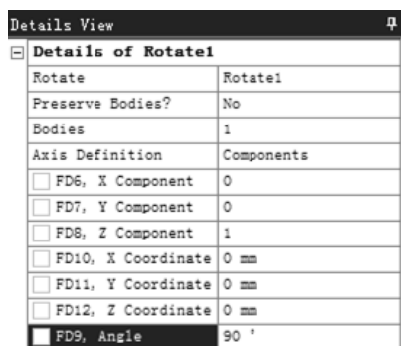 Details View
Details of Rotate1
Rotate Rotate1
Preserve Bodies? No
Bodies 1
Axis Definition Components
FD6, X Component 0
FD7, Y Component 0
FD8, Z Component 1
FD10, X Coordinate 0 mm
FD11, Y Coordinate 0 mm
FD12, Z Coordinate 0 mm
FD9, Angle 90 °